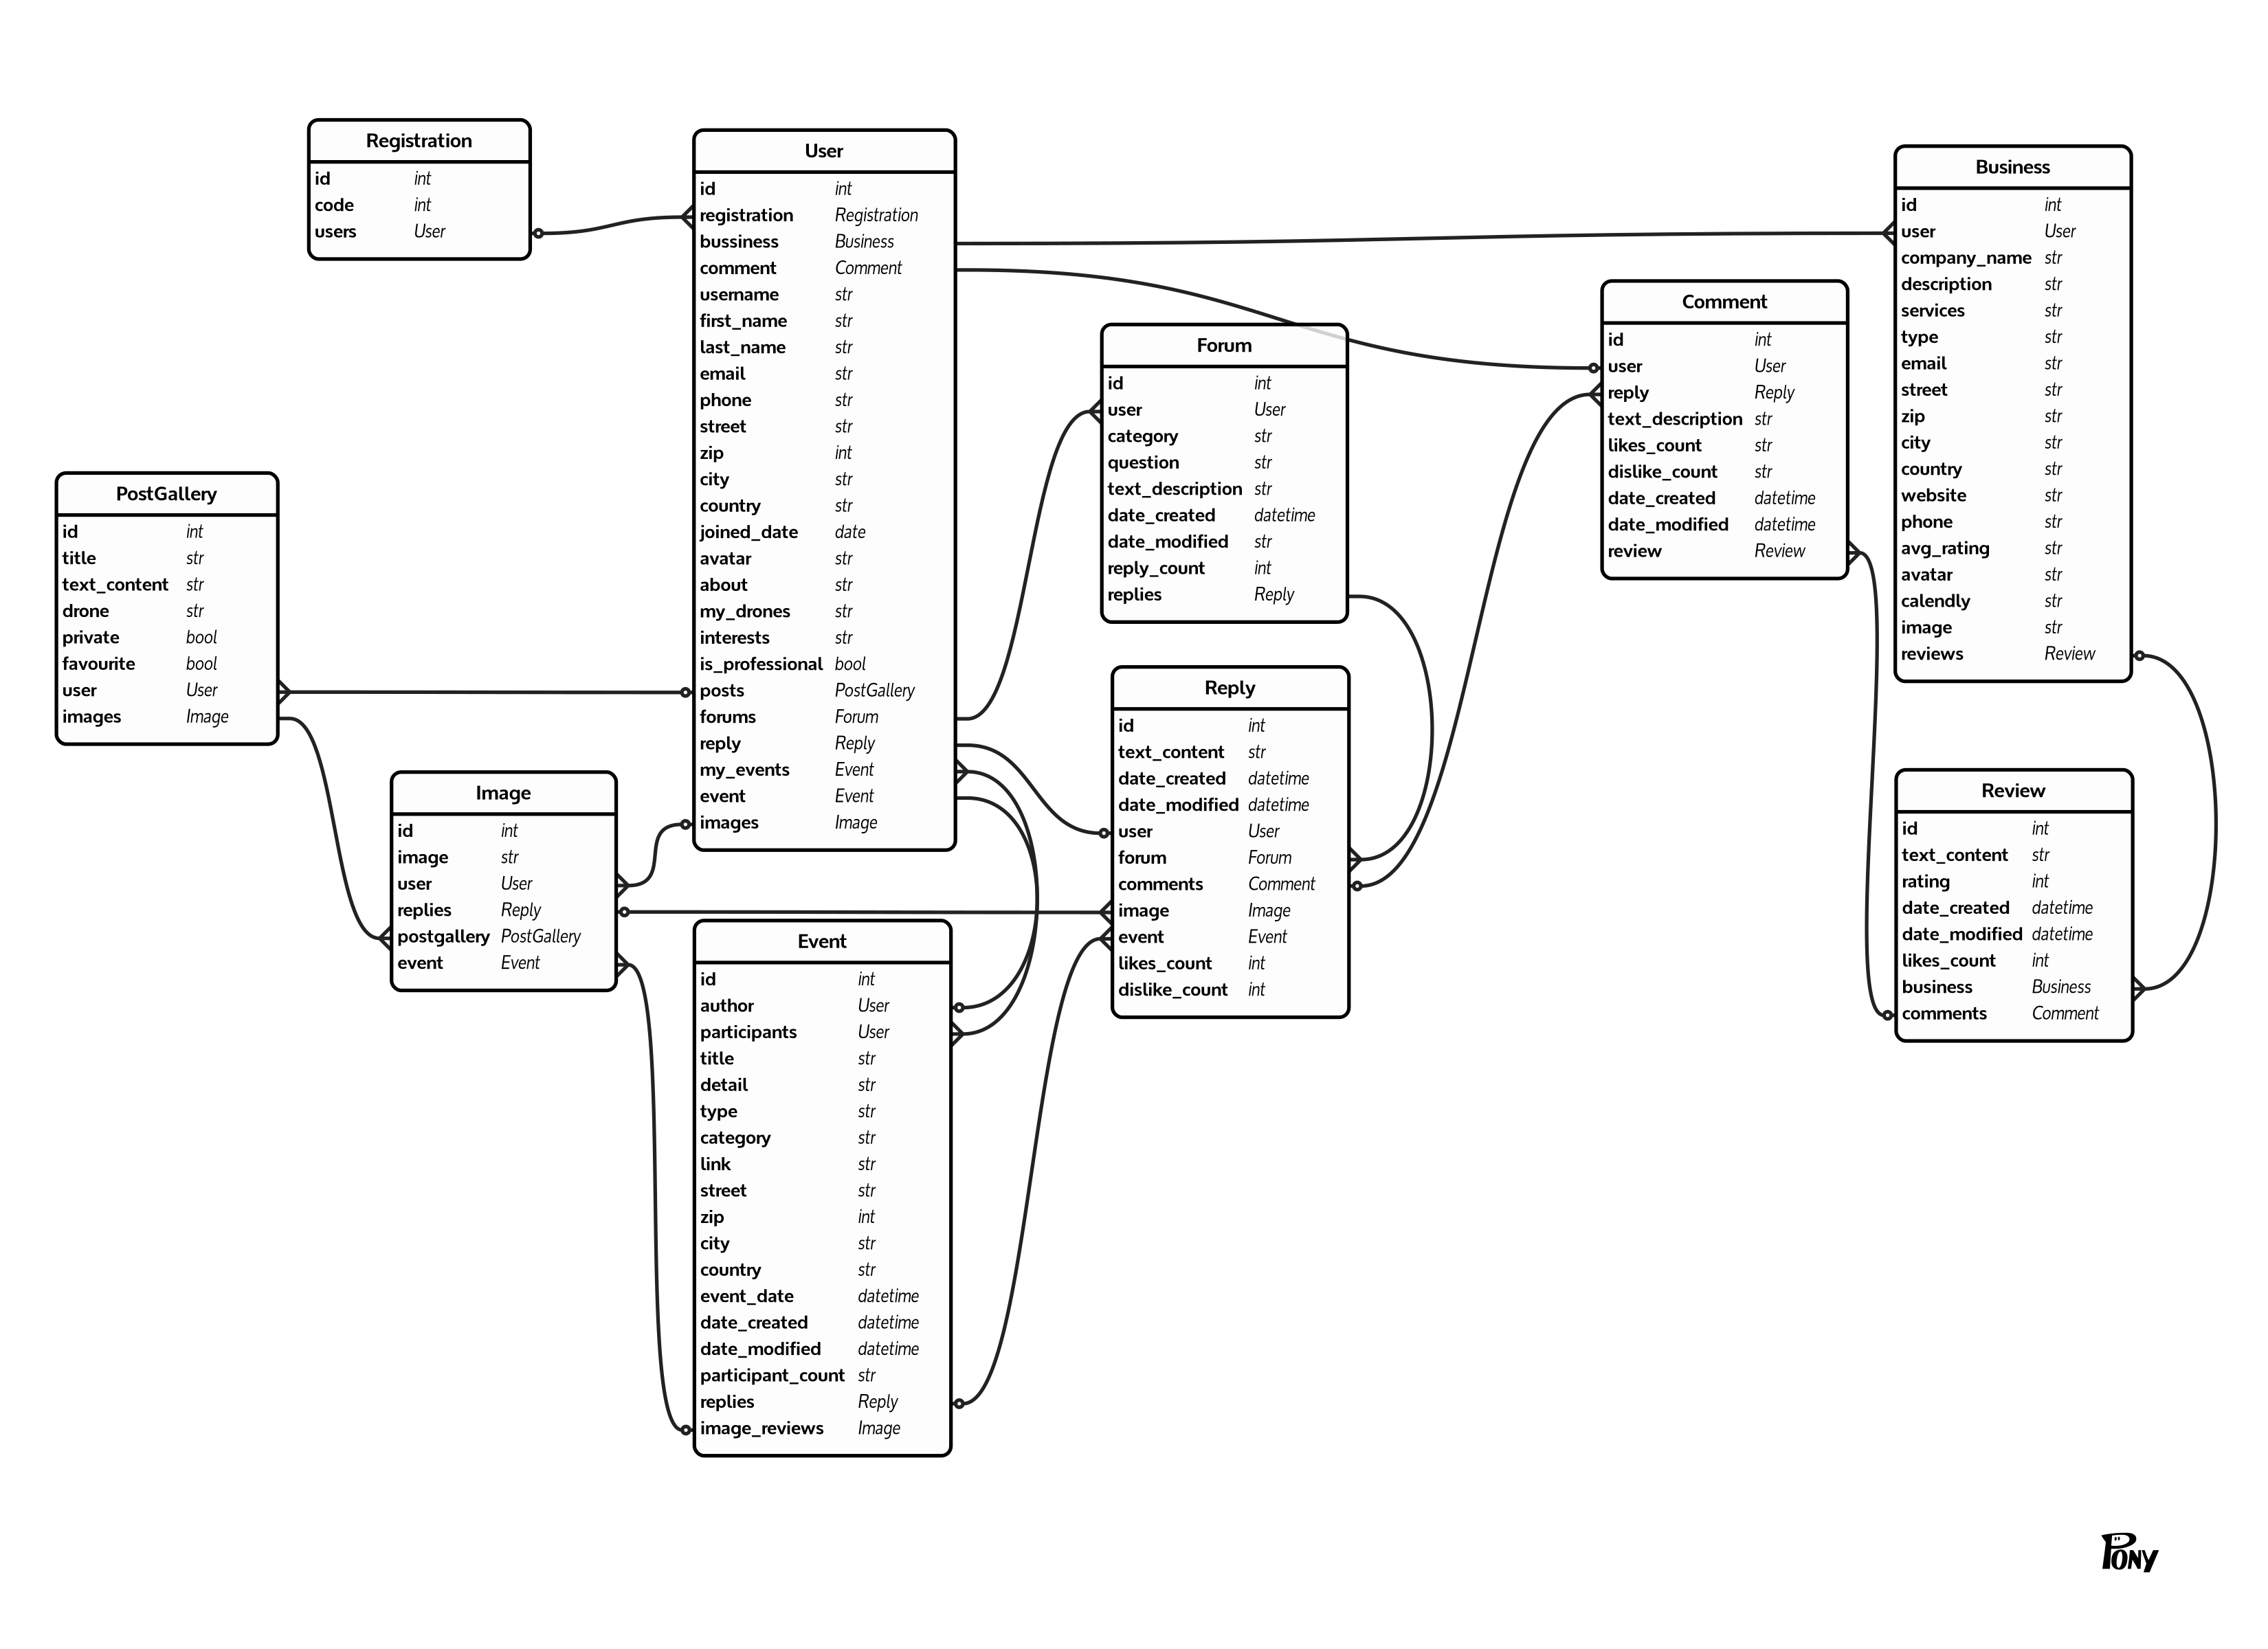 Registration
id int
code int
users User
User
id int
registration Registration
bussiness Business
comment Comment
username str
first_name str
last_name str
email str
phone str
street str
zip int
city str
country str
joined_date date
avatar str
about str
my_drones str
interests str
is_professional bool
posts PostGallery
forums Forum
reply Reply
my_events Event
event Event
images Image
Business
id int
user User
company_name str
description str
services str
type str
email str
street str
zip str
city str
country str
website str
phone str
avg_rating str
avatar str
calendly str
image str
reviews Review
Comment
id int
user User
reply Reply
text_description str
likes_count str
dislike_count str
date_created datetime
date_modified datetime
review Review
Forum
id int
user User
category str
question str
text_description str
date_created datetime
date_modified str
reply_count int
replies Reply
PostGallery
id int
title str
text_content str
drone str
private bool
favourite bool
user User
images Image
Reply
id int
text_content str
date_created datetime
date_modified datetime
user User
forum Forum
comments Comment
image Image
event Event
likes_count int
dislike_count int
Image
id int
image str
user User
replies Reply
postgallery PostGallery
event Event
Review
id int
text_content str
rating int
date_created datetime
date_modified datetime
likes_count int
business Business
comments Comment
Event
id int
author User
participants User
title str
detail str
type str
category str
link str
street str
zip int
city str
country str
event_date datetime
date_created datetime
date_modified datetime
participant_count str
replies Reply
image_reviews Image
PONY